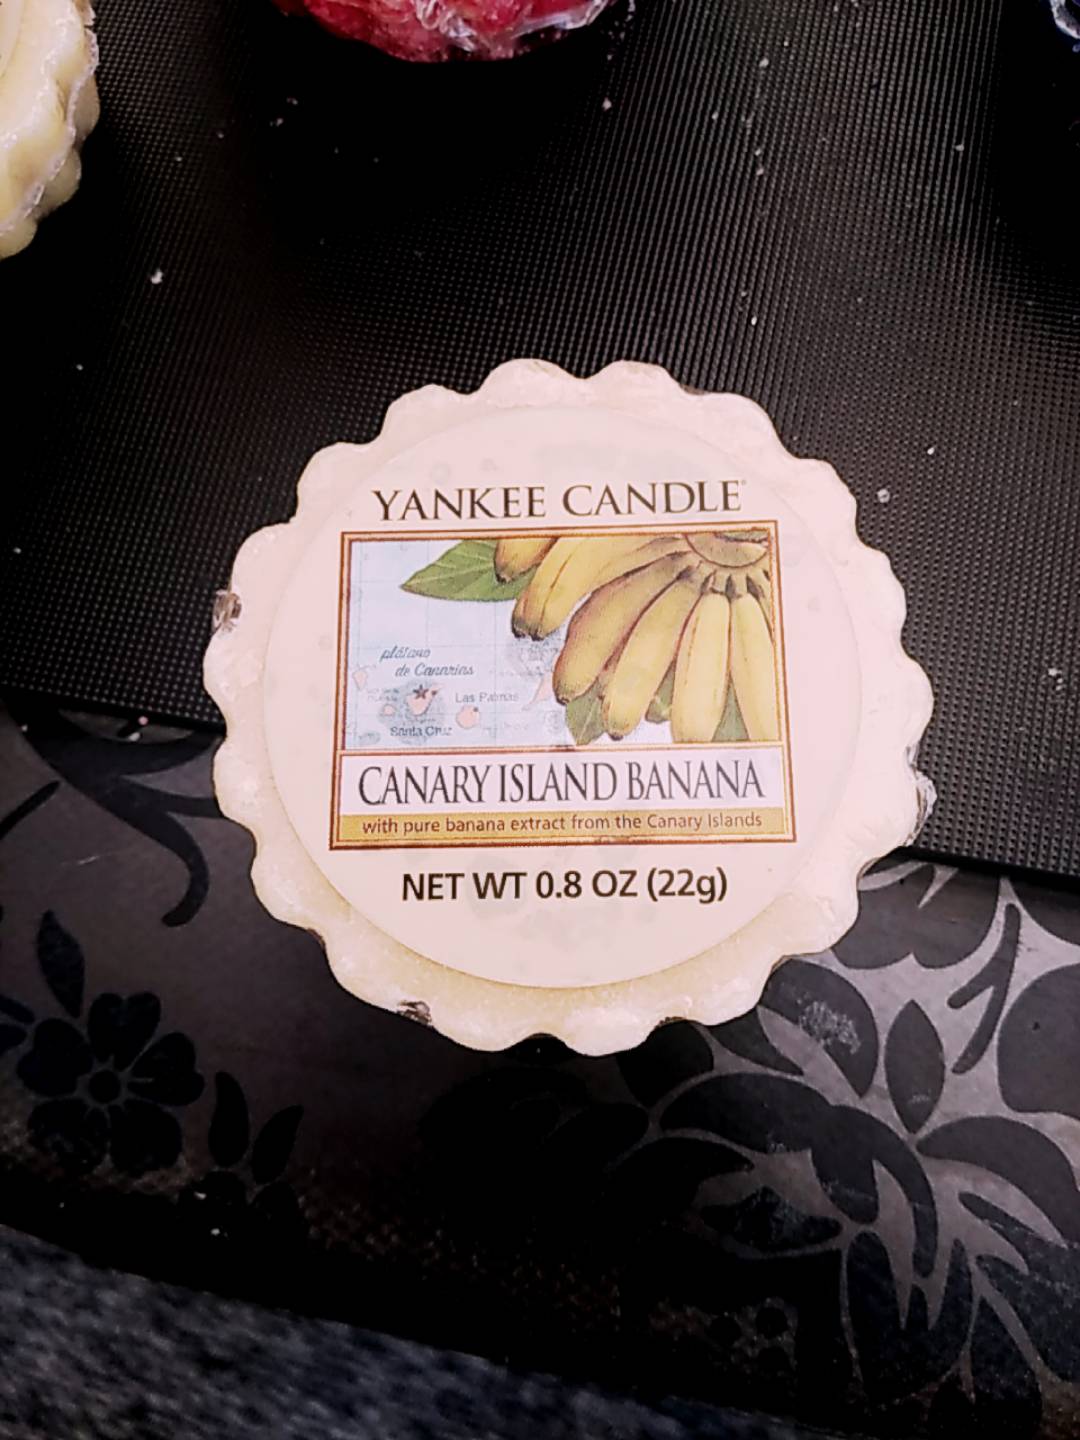 YANKEE CANDLE®
plátano
de Canarias
Las Palmas
Santa Cruz
CANARY ISLAND BANANA
with pure banana extract from the Canary Islands
NET WT 0.8 OZ (22g)